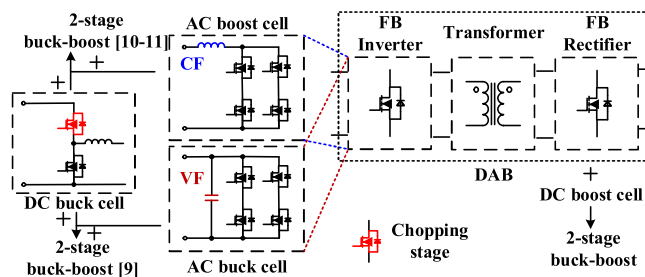 2-stage
buck-boost [10-11]
+
+
DC buck cell
+
+
2-stage
buck-boost [9]
AC boost cell
CF
VF
AC buck cell
FB
Inverter
Transformer
FB
Rectifier
DAB
+
DC boost cell
2-stage
buck-boost
Chopping
stage